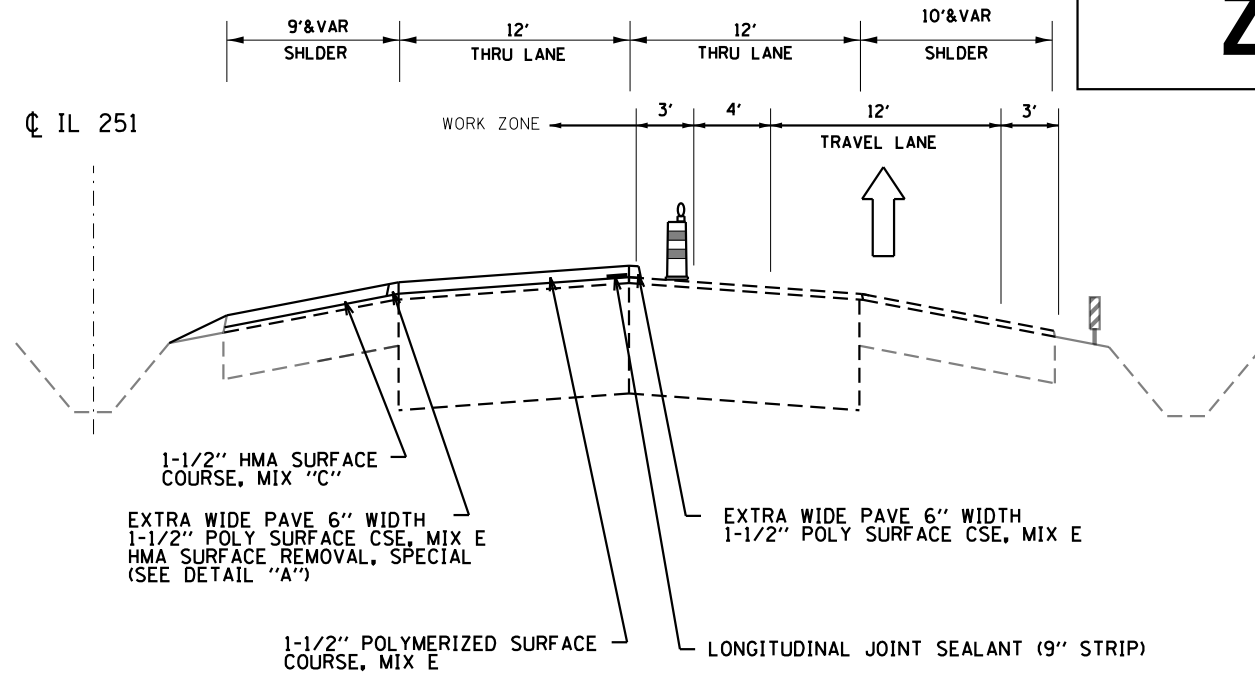 9'&VAR
12'
12'
10'&VAR
SHLDER
THRU LANE
THRU LANE
SHLDER
℄ IL 251
WORK ZONE
3'
4'
12'
3'
TRAVEL LANE
1-1/2" HMA SURFACE
COURSE, MIX "C"
EXTRA WIDE PAVE 6" WIDTH
1-1/2" POLY SURFACE CSE, MIX E
HMA SURFACE REMOVAL, SPECIAL
(SEE DETAIL "A")
EXTRA WIDE PAVE 6" WIDTH
1-1/2" POLY SURFACE CSE, MIX E
1-1/2" POLYMERIZED SURFACE
COURSE, MIX E
LONGITUDINAL JOINT SEALANT (9" STRIP)